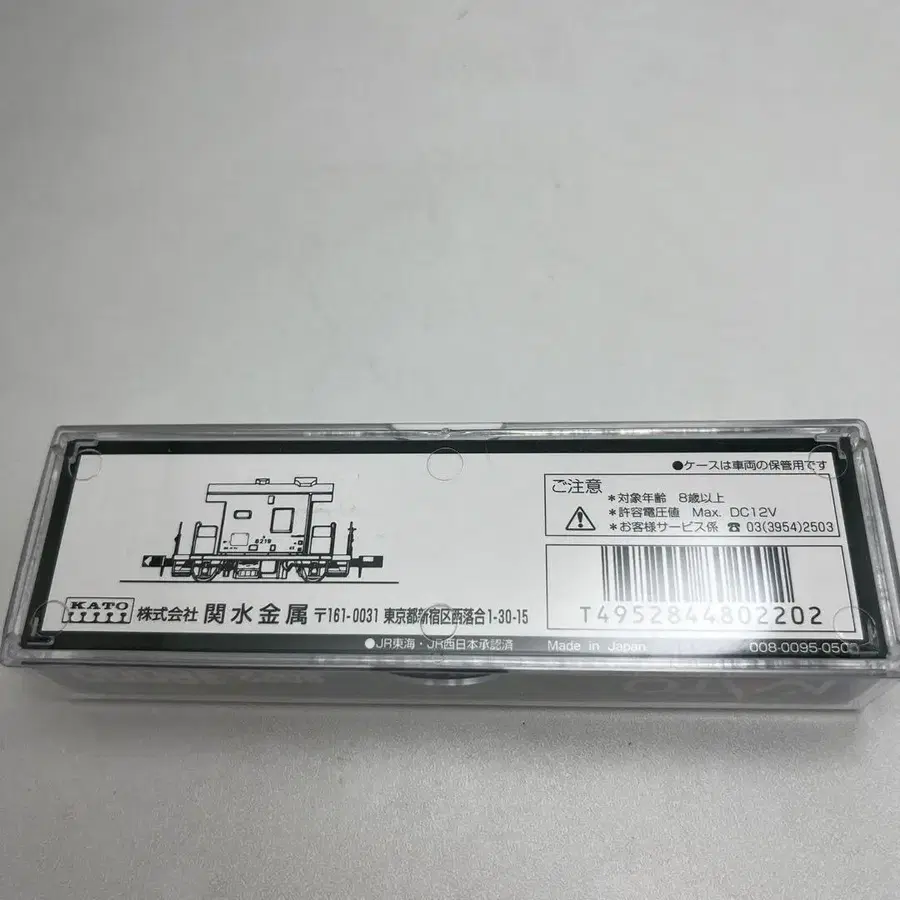 ●ケースは車両の保管用です
ご注意
*対象年齢 8歳以上
*許容電圧値 Max. DC12V
*お客様サービス係 ☎ 03(3954)2503
8219
T4952844802202
KATO 株式会社 関水金属 〒161-0031 東京都新宿区西落合1-30-15
●JR東海・JR西日本承認済 Made in Japan 008-0095-050
KATO